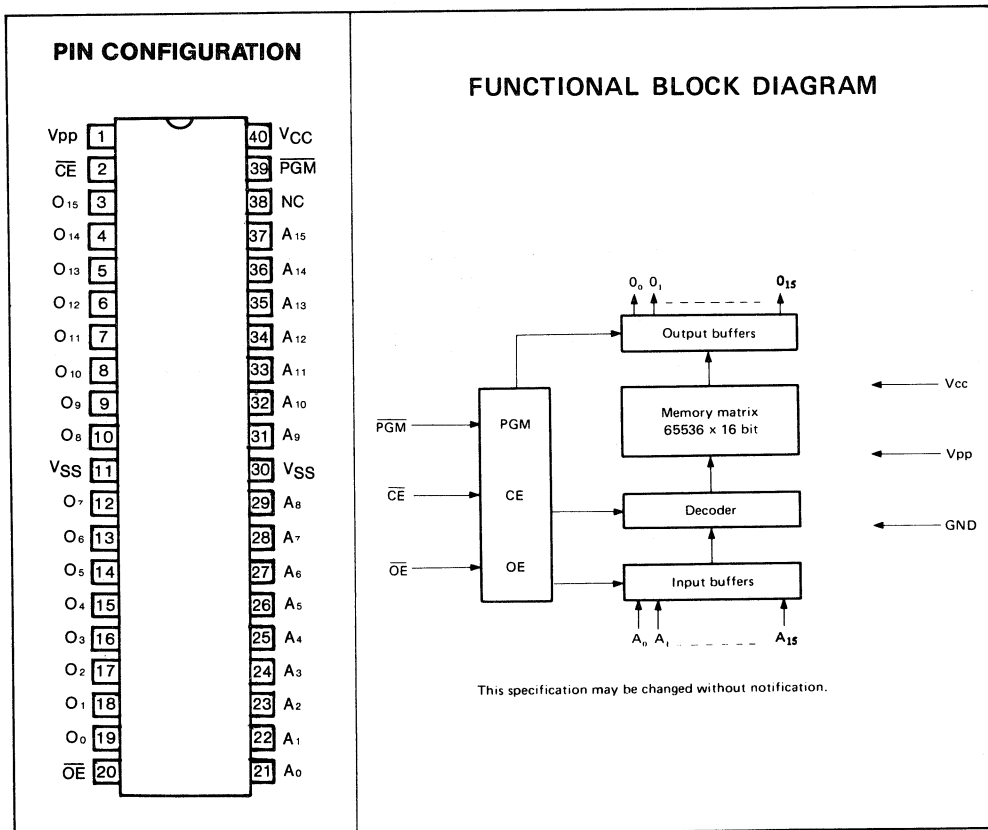 PIN CONFIGURATION
Vpp 1 40 VCC
CE 2 39 PGM
O15 3 38 NC
O14 4 37 A15
O13 5 36 A14
O12 6 35 A13
O11 7 34 A12
O10 8 33 A11
O9 9 32 A10
O8 10 31 A9
VSS 11 30 VSS
O7 12 29 A8
O6 13 28 A7
O5 14 27 A6
O4 15 26 A5
O3 16 25 A4
O2 17 24 A3
O1 18 23 A2
O0 19 22 A1
OE 20 21 A0
FUNCTIONAL BLOCK DIAGRAM
O0 O1 O15
Output buffers
Memory matrix
65536 x 16 bit
Decoder
Input buffers
A0 A1 A15
PGM PGM
CE CE
OE OE
Vcc
Vpp
GND
This specification may be changed without notification.